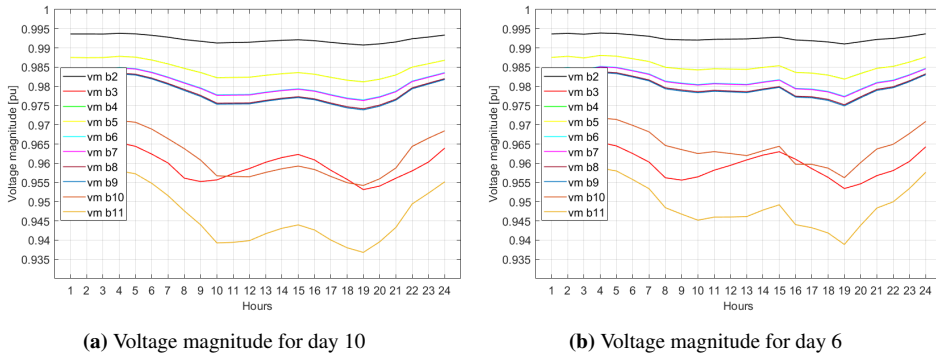 1
0.995
0.99
0.985
0.98
0.975
0.97
0.965
0.96
0.955
0.95
0.945
0.94
0.935
Voltage magnitude [pu]
vm b2
vm b3
vm b4
vm b5
vm b6
vm b7
vm b8
vm b9
vm b10
vm b11
1 2 3 4 5 6 7 8 9 10 11 12 13 14 15 16 17 18 19 20 21 22 23 24
Hours
(a) Voltage magnitude for day 10
1
0.995
0.99
0.985
0.98
0.975
0.97
0.965
0.96
0.955
0.95
0.945
0.94
0.935
Voltage magnitude [pu]
vm b2
vm b3
vm b4
vm b5
vm b6
vm b7
vm b8
vm b9
vm b10
vm b11
1 2 3 4 5 6 7 8 9 10 11 12 13 14 15 16 17 18 19 20 21 22 23 24
Hours
(b) Voltage magnitude for day 6